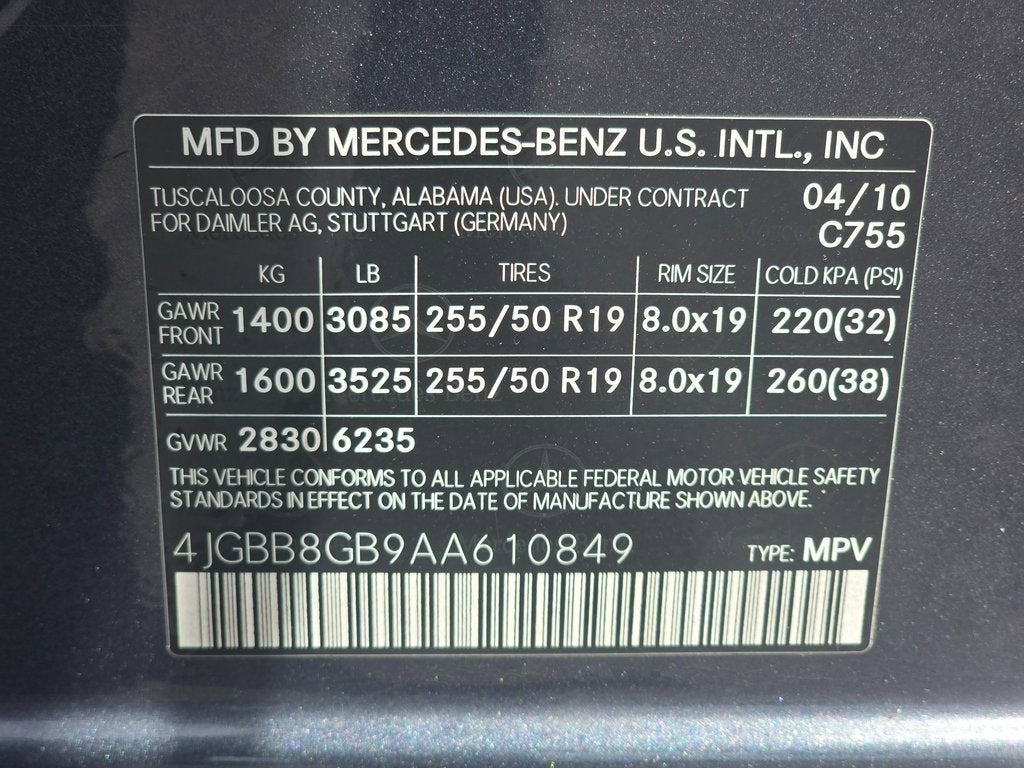 MFD BY MERCEDES-BENZ U.S. INTL., INC
TUSCALOOSA COUNTY, ALABAMA (USA). UNDER CONTRACT 04/10
FOR DAIMLER AG, STUTTGART (GERMANY) C755
KG LB TIRES RIM SIZE COLD KPA (PSI)
GAWR FRONT 1400 3085 255/50 R19 8.0x19 220(32)
GAWR REAR 1600 3525 255/50 R19 8.0x19 260(38)
GVWR 2830 6235
THIS VEHICLE CONFORMS TO ALL APPLICABLE FEDERAL MOTOR VEHICLE SAFETY
STANDARDS IN EFFECT ON THE DATE OF MANUFACTURE SHOWN ABOVE.
4JGBB8GB9AA610849 TYPE: MPV